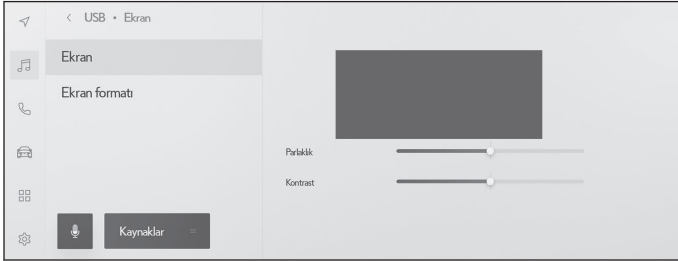 USB • Ekran
Ekran
Ekran formatı
Parlaklık
Kontrast
Kaynaklar